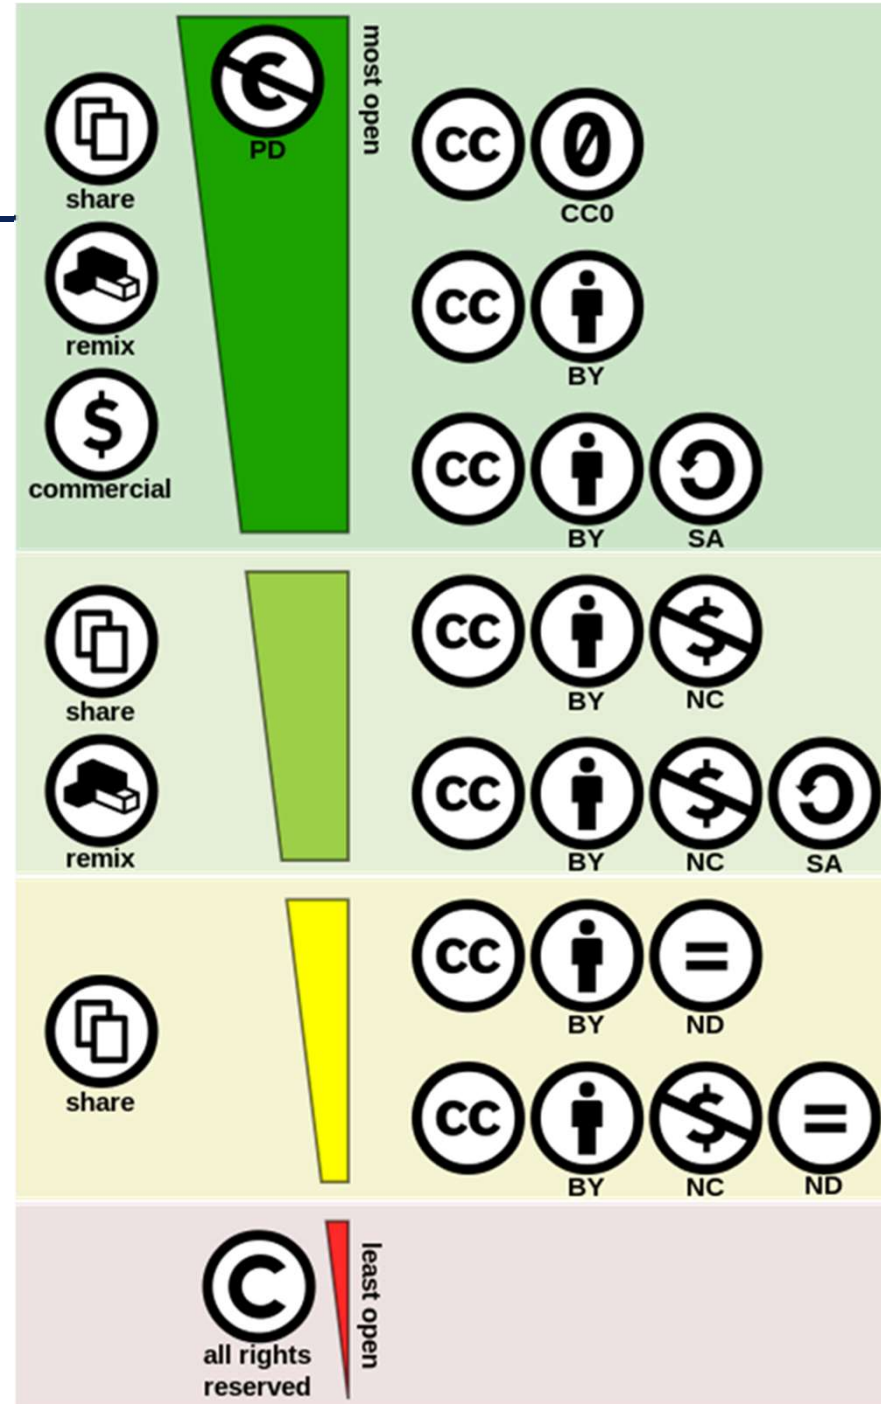 PD
most open
share
remix
commercial
cc 0
CC0
cc
BY
cc
BY SA
share
remix
cc $
BY NC
cc $
BY NC SA
share
cc =
BY ND
cc $ =
BY NC ND
C
all rights
reserved
least open